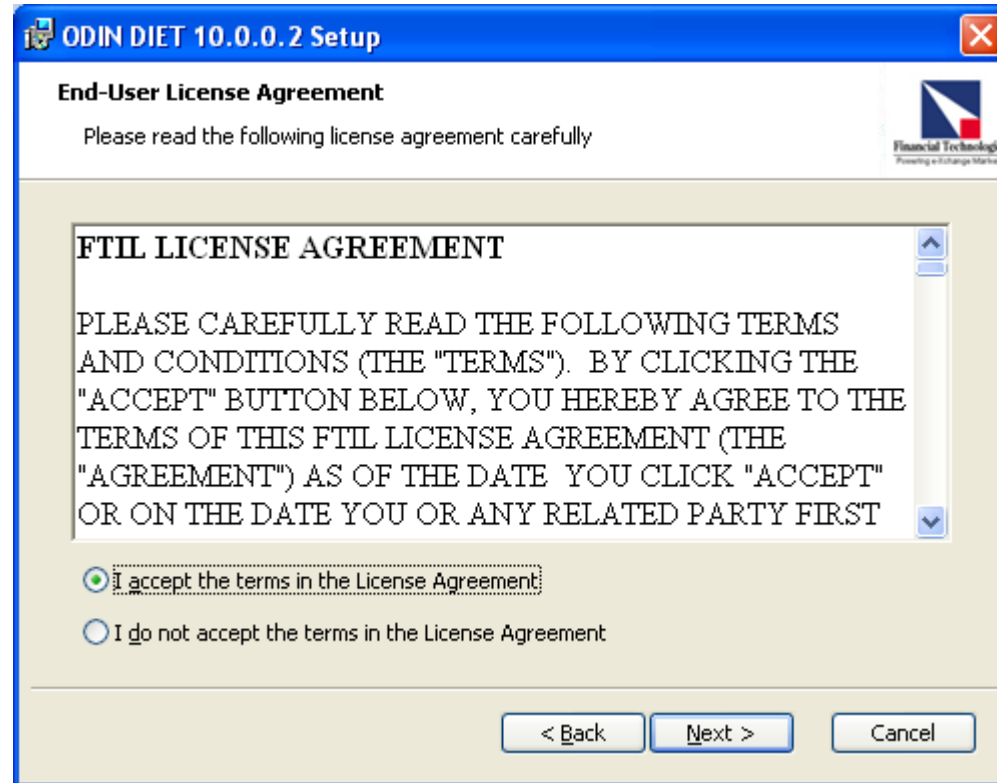 ODIN DIET 10.0.0.2 Setup
End-User License Agreement
Please read the following license agreement carefully
Financial
FTIL LICENSE AGREEMENT
PLEASE CAREFULLY READ THE FOLLOWING TERMS
AND CONDITIONS (THE "TERMS").  BY CLICKING THE
"ACCEPT" BUTTON BELOW, YOU HEREBY AGREE TO THE
TERMS OF THIS FTIL LICENSE AGREEMENT (THE
"AGREEMENT") AS OF THE DATE  YOU CLICK "ACCEPT"
OR ON THE DATE YOU OR ANY RELATED PARTY FIRST
I accept the terms in the License Agreement
I do not accept the terms in the License Agreement
< Back Next > Cancel